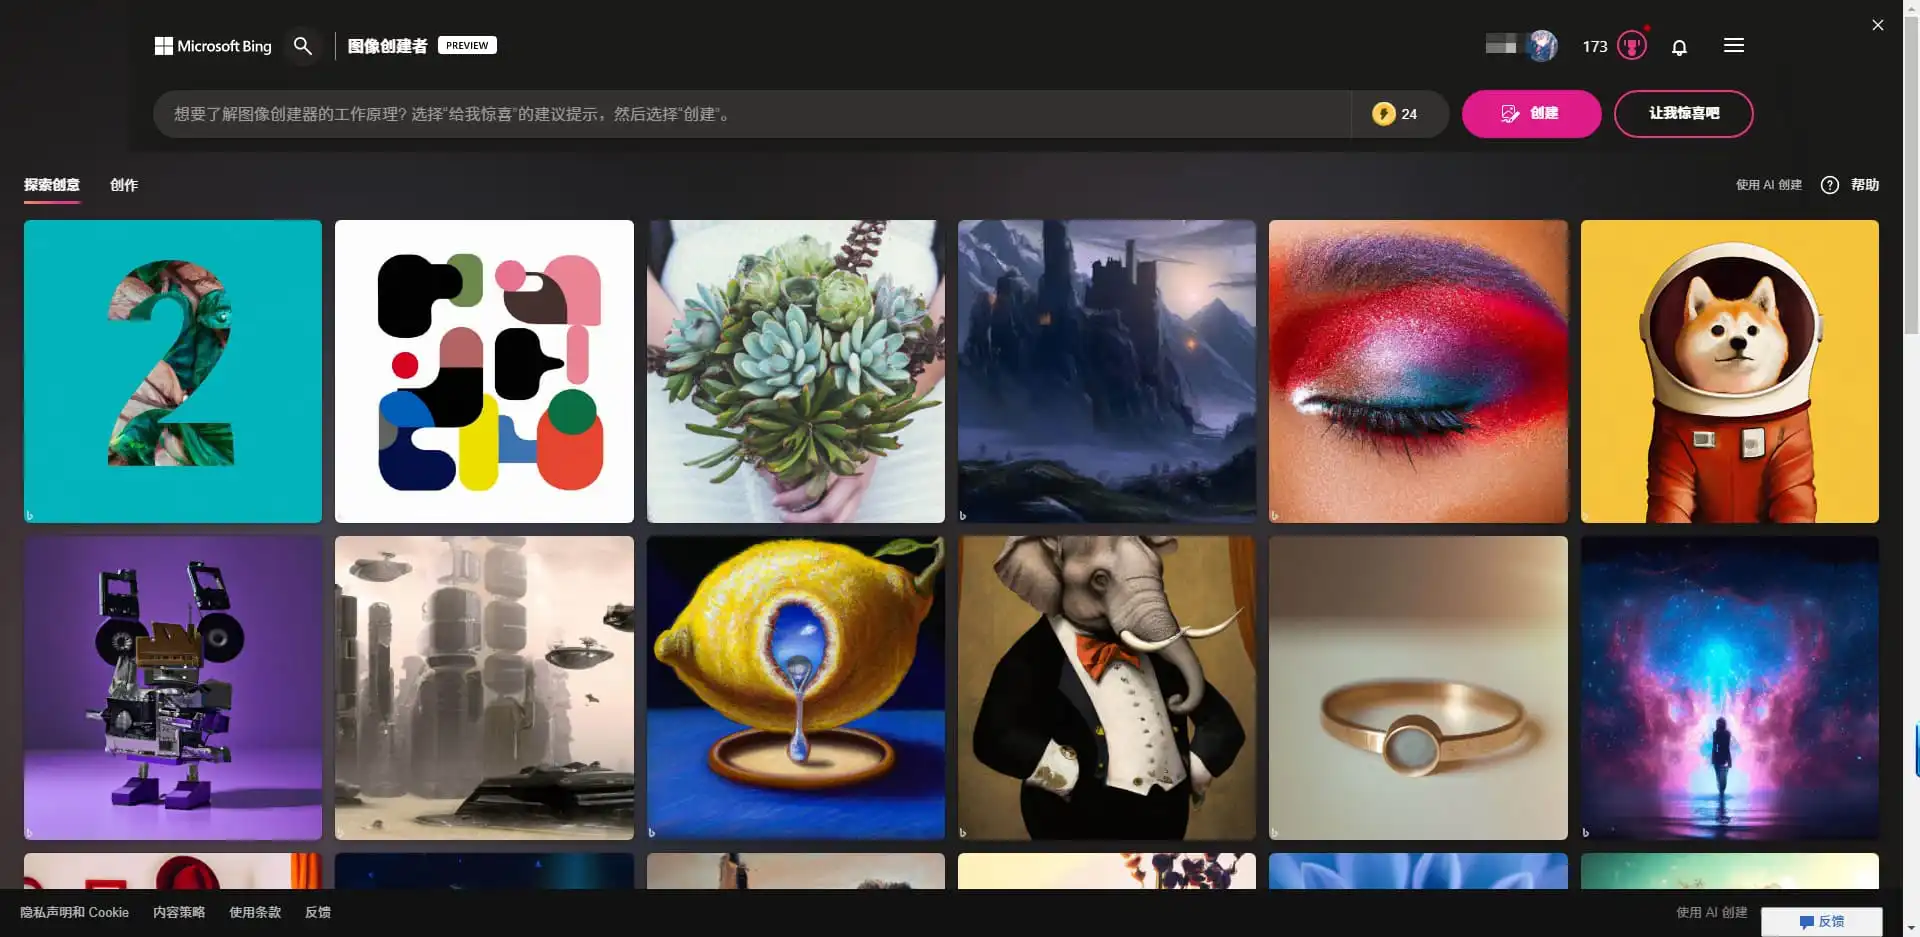 Microsoft Bing
图像创建者 PREVIEW
173
想要了解图像创建器的工作原理? 选择“给我惊喜”的建议提示，然后选择“创建”。
24
创建
让我惊喜吧
探索创意
创作
使用 AI 创建
帮助
2
隐私声明和 Cookie
内容策略
使用条款
反馈
使用 AI 创建
反馈